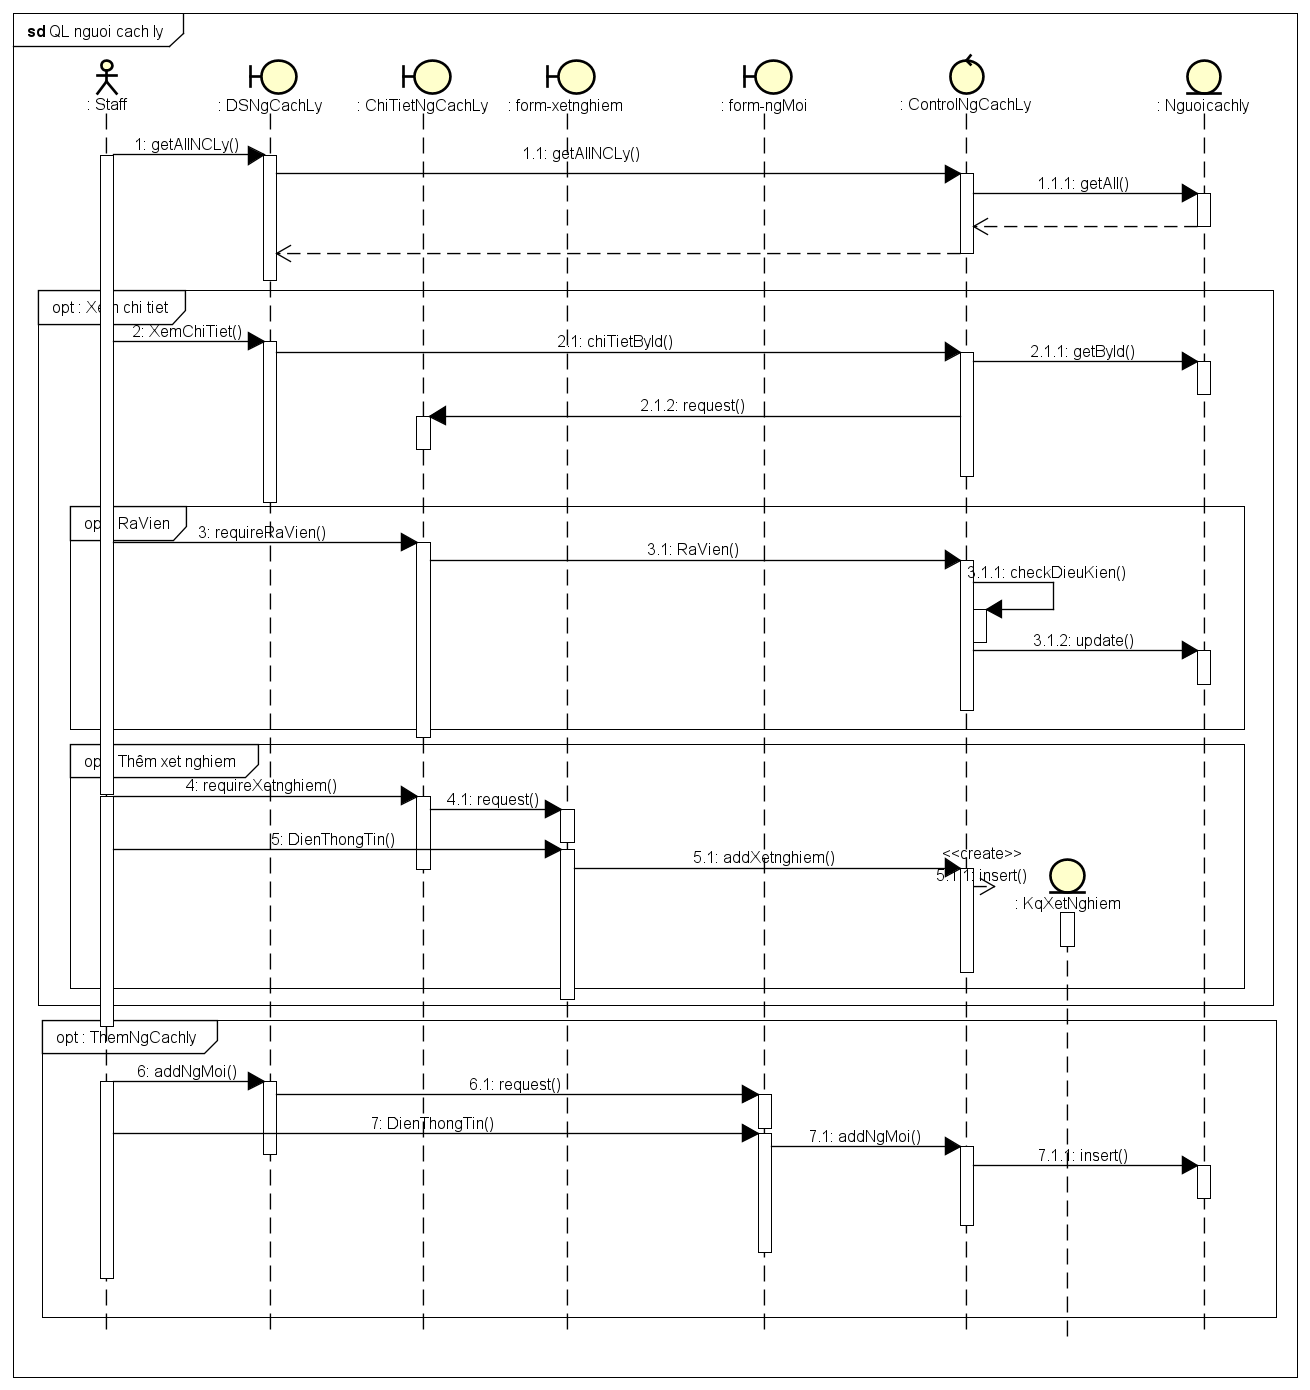 sd QL nguoi cach ly
: Staff
: DSNgCachLy
: ChiTietNgCachLy
: form-xetnghiem
: form-ngMoi
: ControlNgCachLy
: Nguoicachly
1: getAllNCLy()
1.1: getAllNCLy()
1.1.1: getAll()
opt : Xem chi tiet
2: XemChiTiet()
2.1: chiTietById()
2.1.1: getById()
2.1.2: request()
opt : RaVien
3: requireRaVien()
3.1: RaVien()
3.1.1: checkDieuKien()
3.1.2: update()
opt : Thêm xet nghiem
4: requireXetnghiem()
4.1: request()
5: DienThongTin()
5.1: addXetnghiem()
<<create>>
5.1.1: insert()
: KqXetNghiem
opt : ThemNgCachly
6: addNgMoi()
6.1: request()
7: DienThongTin()
7.1: addNgMoi()
7.1.1: insert()